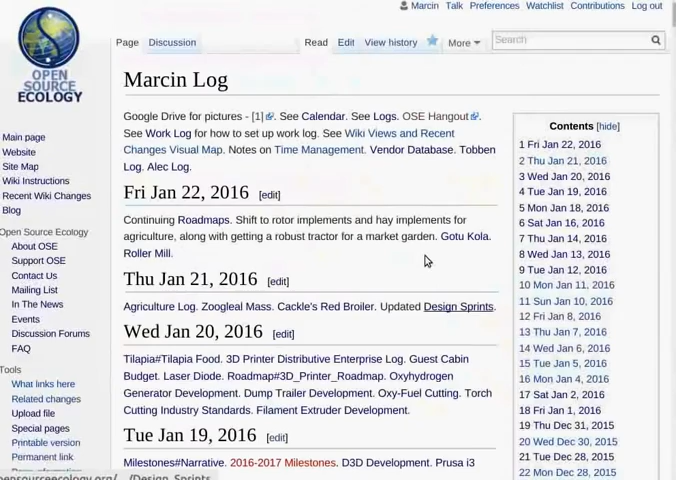 Marcin Talk Preferences Watchlist Contributions Log out
Page Discussion Read Edit View history More Search
OPEN
SOURCE
ECOLOGY
Main page
Website
Site Map
Wiki Instructions
Recent Wiki Changes
Blog
Open Source Ecology
About OSE
Support OSE
Contact Us
Mailing List
In The News
Events
Discussion Forums
FAQ
Tools
What links here
Related changes
Upload file
Special pages
Printable version
Permanent link
Marcin Log
Google Drive for pictures - [1]. See Calendar. See Logs. OSE Hangout.
See Work Log for how to set up work log. See Wiki Views and Recent
Changes Visual Map. Notes on Time Management. Vendor Database. Tobben
Log. Alec Log.
Fri Jan 22, 2016 [edit]
Continuing Roadmaps. Shift to rotor implements and hay implements for
agriculture, along with getting a robust tractor for a market garden. Gotu Kola.
Roller Mill.
Thu Jan 21, 2016 [edit]
Agriculture Log. Zoogleal Mass. Cackle's Red Broiler. Updated Design Sprints.
Wed Jan 20, 2016 [edit]
Tilapia#Tilapia Food. 3D Printer Distributive Enterprise Log. Guest Cabin
Budget. Laser Diode. Roadmap#3D_Printer_Roadmap. Oxyhydrogen
Generator Development. Dump Trailer Development. Oxy-Fuel Cutting. Torch
Cutting Industry Standards. Filament Extruder Development.
Tue Jan 19, 2016 [edit]
Milestones#Narrative. 2016-2017 Milestones. D3D Development. Prusa i3
Contents [hide]
1 Fri Jan 22, 2016
2 Thu Jan 21, 2016
3 Wed Jan 20, 2016
4 Tue Jan 19, 2016
5 Mon Jan 18, 2016
6 Sat Jan 16, 2016
7 Thu Jan 14, 2016
8 Wed Jan 13, 2016
9 Tue Jan 12, 2016
10 Mon Jan 11, 2016
11 Sun Jan 10, 2016
12 Fri Jan 8, 2016
13 Thu Jan 7, 2016
14 Wed Jan 6, 2016
15 Tue Jan 5, 2016
16 Mon Jan 4, 2016
17 Sat Jan 2, 2016
18 Fri Jan 1, 2016
19 Thu Dec 31, 2015
20 Wed Dec 30, 2015
21 Tue Dec 28, 2015
22 Mon Dec 28, 2015